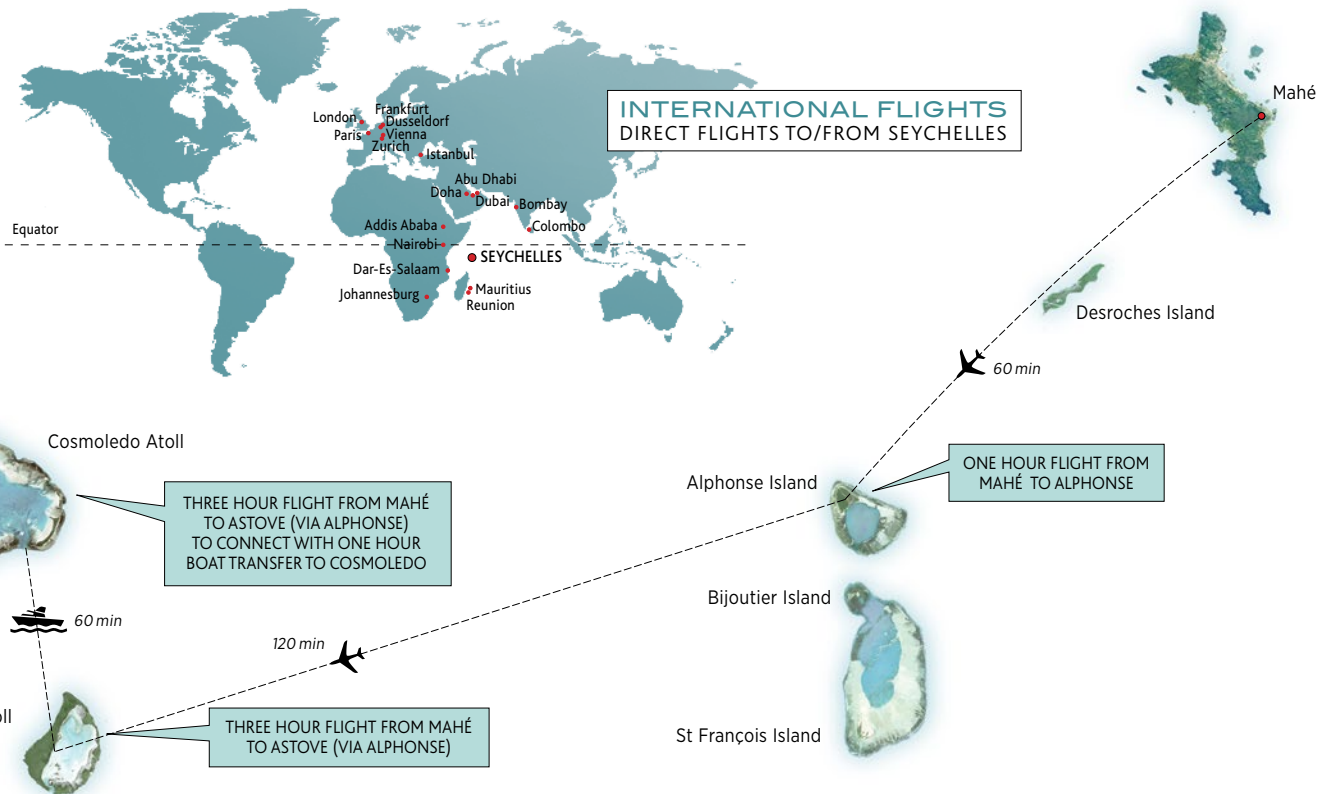 INTERNATIONAL FLIGHTS
DIRECT FLIGHTS TO/FROM SEYCHELLES
London
Frankfurt
Dusseldorf
Paris
Vienna
Zurich
Istanbul
Abu Dhabi
Doha
Dubai
Bombay
Addis Ababa
Colombo
Equator
Nairobi
SEYCHELLES
Dar-Es-Salaam
Johannesburg
Mauritius
Reunion
Mahé
Desroches Island
60 min
Cosmoledo Atoll
THREE HOUR FLIGHT FROM MAHÉ
TO ASTOVE (VIA ALPHONSE)
TO CONNECT WITH ONE HOUR
BOAT TRANSFER TO COSMOLEDO
Alphonse Island
ONE HOUR FLIGHT FROM
MAHÉ TO ALPHONSE
Bijoutier Island
60 min
120 min
St François Island
THREE HOUR FLIGHT FROM MAHÉ
TO ASTOVE (VIA ALPHONSE)